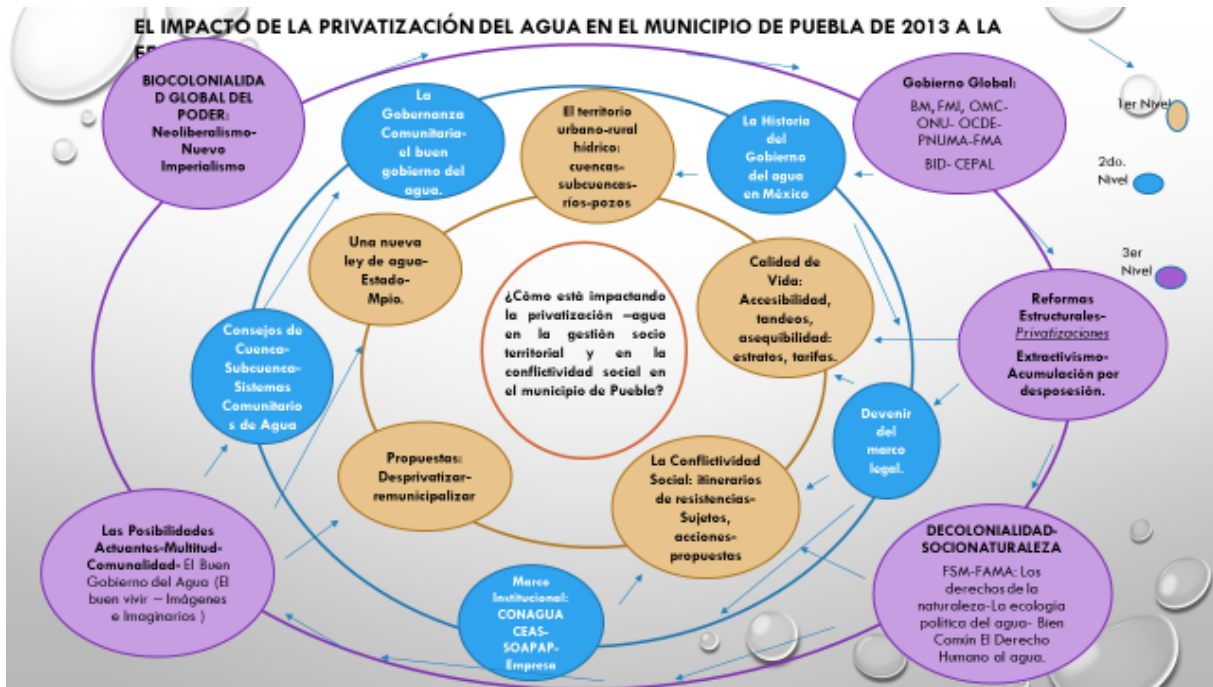 EL IMPACTO DE LA PRIVATIZACIÓN DEL AGUA EN EL MUNICIPIO DE PUEBLA DE 2013 A LA
BIOCOLONIALIDA
D GLOBAL DEL
PODER:
Neoliberalismo-
Nuevo
Imperialismo
La
Gobernanza
Comunitaria-
el buen
gobierno del
agua.
El territorio
urbano-rural
hídrico:
cuencas-
subcuencas-
ríos-pozos
La Historia
del
Gobierno
del agua
en México
Gobierno Global:
BM, FMI, OMC-
ONU- OCDE-
PNUMA-FMA
BID- CEPAL
1er Nivel
2do.
Nivel
3er
Nivel
Una nueva
ley de agua-
Estado-
Mpio.
¿Cómo está impactando
la privatización –agua
en la gestión socio
territorial y en la
conflictividad social en
el municipio de Puebla?
Calidad de
Vida:
Accesibilidad,
tandeos,
asequibilidad:
estratos, tarifas.
Reformas
Estructurales-
Privatizaciones
Extractivismo-
Acumulación por
desposesión.
Consejos de
Cuenca-
Subcuenca-
Sistemas
Comunitario
s de Agua
Devenir
del
marco
legal.
Propuestas:
Desprivatizar-
remunicipalizar
La Conflictividad
Social: itinerarios
de resistencias-
Sujetos,
acciones-
propuestas
Las Posibilidades
Actuantes-Multitud-
Comunalidad- El Buen
Gobierno del Agua (El
buen vivir – Imágenes
e Imaginarios )
Marco
Institucional:
CONAGUA
CEAS-
SOAPAP-
Empresa
DECOLONIALIDAD-
SOCIONATURALEZA
FSM-FAMA: Los
derechos de la
naturaleza-La ecología
política del agua- Bien
Común El Derecho
Humano al agua.